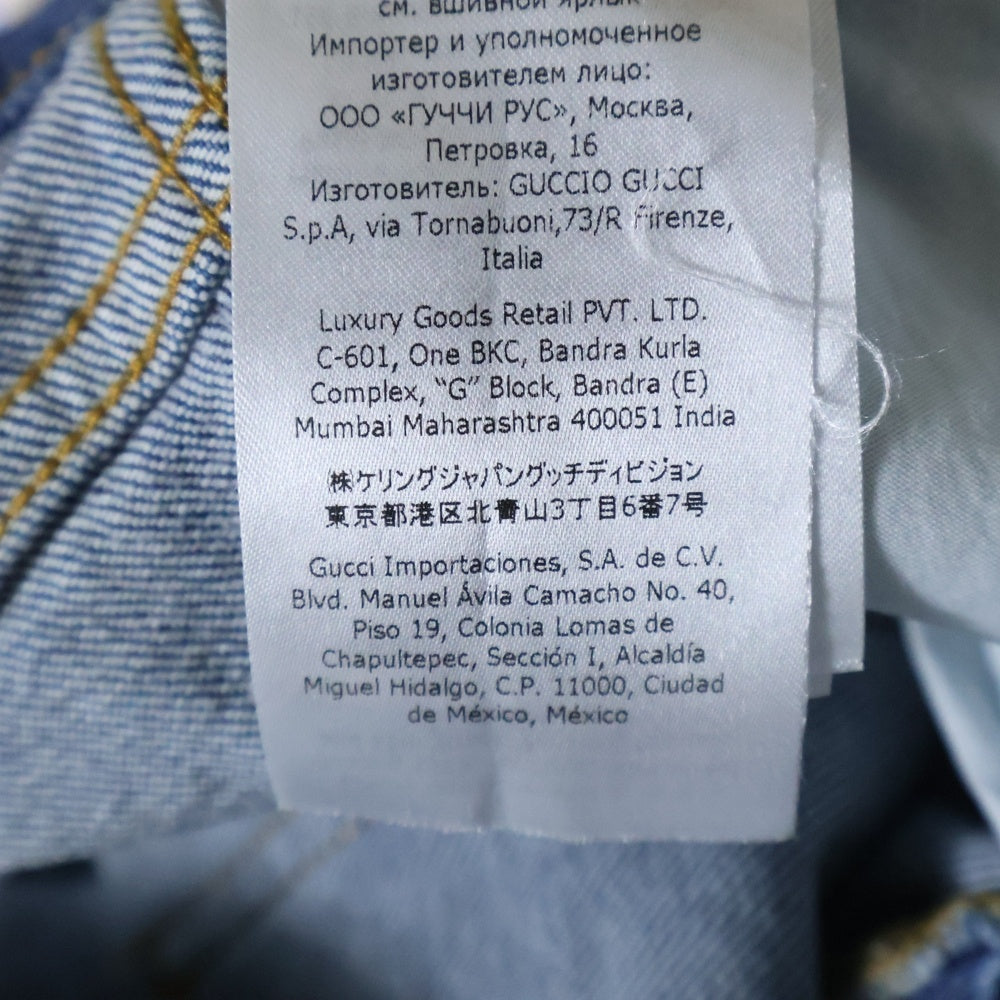 см. вшивной ярлык
Импортер и уполномоченное
изготовителем лицо:
ООО «ГУЧЧИ РУС», Москва,
Петровка, 16
Изготовитель: GUCCIO GUCCI
S.p.A, via Tornabuoni,73/R Firenze,
Italia
Luxury Goods Retail PVT. LTD.
C-601, One BKC, Bandra Kurla
Complex, “G” Block, Bandra (E)
Mumbai Maharashtra 400051 India
㈱ケリングジャパングッチディビジョン
東京都港区北青山3丁目6番7号
Gucci Importaciones, S.A. de C.V.
Blvd. Manuel Ávila Camacho No. 40,
Piso 19, Colonia Lomas de
Chapultepec, Sección I, Alcaldía
Miguel Hidalgo, C.P. 11000, Ciudad
de México, México